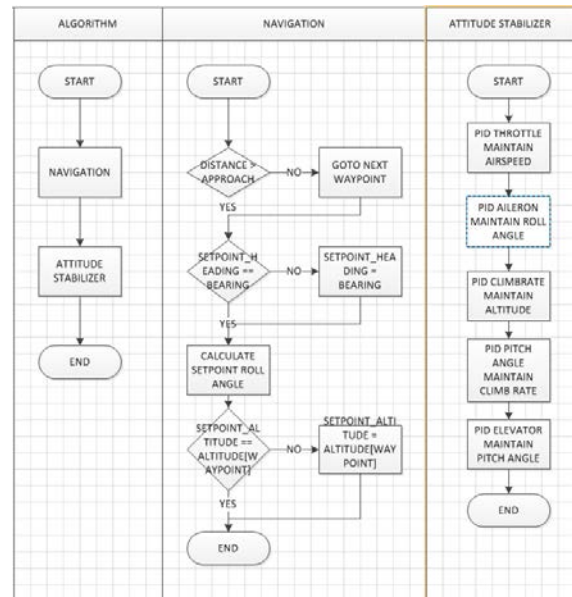 ALGORITHM
START
NAVIGATION
ATTITUDE
STABILIZER
END
NAVIGATION
START
DISTANCE >
APPROACH
NO
GOTO NEXT
WAYPOINT
YES
SETPOINT_H
EADING ==
BEARING
NO
SETPOINT_HEA
DING =
BEARING
YES
CALCULATE
SETPOINT ROLL
ANGLE
SETPOINT_AL
TITUDE ==
ALTITUDE[W
AYPOINT]
NO
SETPOINT_ALTI
TUDE =
ALTITUDE[WAY
POINT]
YES
END
ATTITUDE STABILIZER
START
PID THROTTLE
MAINTAIN
AIRSPEED
PID AILERON
MAINTAIN ROLL
ANGLE
PID CLIMBRATE
MAINTAIN
ALTITUDE
PID PITCH
ANGLE
MAINTAIN
CLIMB RATE
PID ELEVATOR
MAINTAIN
PITCH ANGLE
END